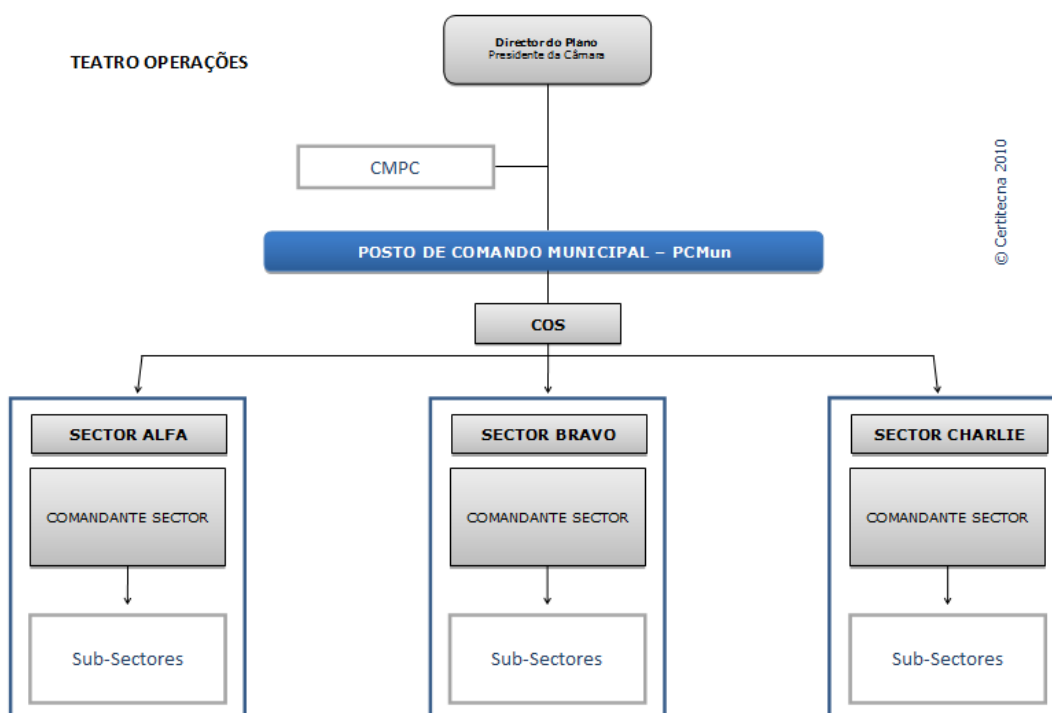 Director do Plano
Presidente da Câmara
TEATRO OPERAÇÕES
CMPC
© Certitecna 2010
POSTO DE COMANDO MUNICIPAL – PCMun
COS
SECTOR ALFA
SECTOR BRAVO
SECTOR CHARLIE
COMANDANTE SECTOR
COMANDANTE SECTOR
COMANDANTE SECTOR
Sub-Sectores
Sub-Sectores
Sub-Sectores